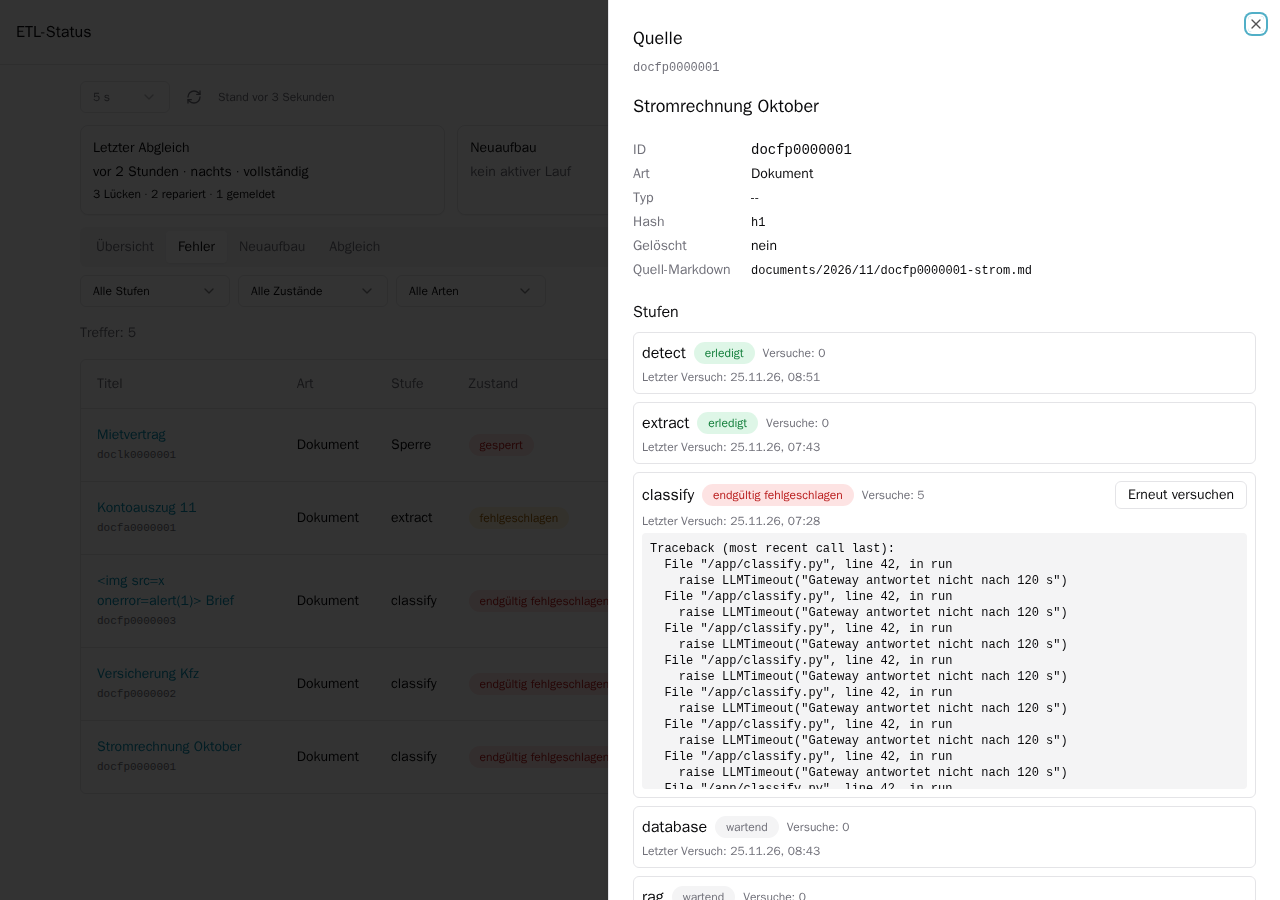 ETL-Status
5 s
Stand vor 3 Sekunden
Letzter Abgleich
vor 2 Stunden · nachts · vollständig
3 Lücken · 2 repariert · 1 gemeldet
Neuaufbau
kein aktiver Lauf
Übersicht Fehler Neuaufbau Abgleich
Alle Stufen Alle Zustände Alle Arten
Treffer: 5
Titel Art Stufe Zustand
Mietvertrag
doclk0000001
Dokument Sperre gesperrt
Kontoauszug 11
docfa0000001
Dokument extract fehlgeschlagen
<img src=x
onerror=alert(1)> Brief
docfp0000003
Dokument classify endgültig fehlgeschlagen
Versicherung Kfz
docfp0000002
Dokument classify endgültig fehlgeschlagen
Stromrechnung Oktober
docfp0000001
Dokument classify endgültig fehlgeschlagen
Quelle
docfp0000001
Stromrechnung Oktober
ID docfp0000001
Art Dokument
Typ --
Hash h1
Gelöscht nein
Quell-Markdown documents/2026/11/docfp0000001-strom.md
Stufen
detect erledigt Versuche: 0
Letzter Versuch: 25.11.26, 08:51
extract erledigt Versuche: 0
Letzter Versuch: 25.11.26, 07:43
classify endgültig fehlgeschlagen Versuche: 5 Erneut versuchen
Letzter Versuch: 25.11.26, 07:28
Traceback (most recent call last):
File "/app/classify.py", line 42, in run
raise LLMTimeout("Gateway antwortet nicht nach 120 s")
File "/app/classify.py", line 42, in run
raise LLMTimeout("Gateway antwortet nicht nach 120 s")
File "/app/classify.py", line 42, in run
raise LLMTimeout("Gateway antwortet nicht nach 120 s")
File "/app/classify.py", line 42, in run
raise LLMTimeout("Gateway antwortet nicht nach 120 s")
File "/app/classify.py", line 42, in run
raise LLMTimeout("Gateway antwortet nicht nach 120 s")
File "/app/classify.py", line 42, in run
raise LLMTimeout("Gateway antwortet nicht nach 120 s")
File "/app/classify.py", line 42, in run
raise LLMTimeout("Gateway antwortet nicht nach 120 s")
File "/app/classify.py", line 42, in run
database wartend Versuche: 0
Letzter Versuch: 25.11.26, 08:43
rag wartend Versuche: 0